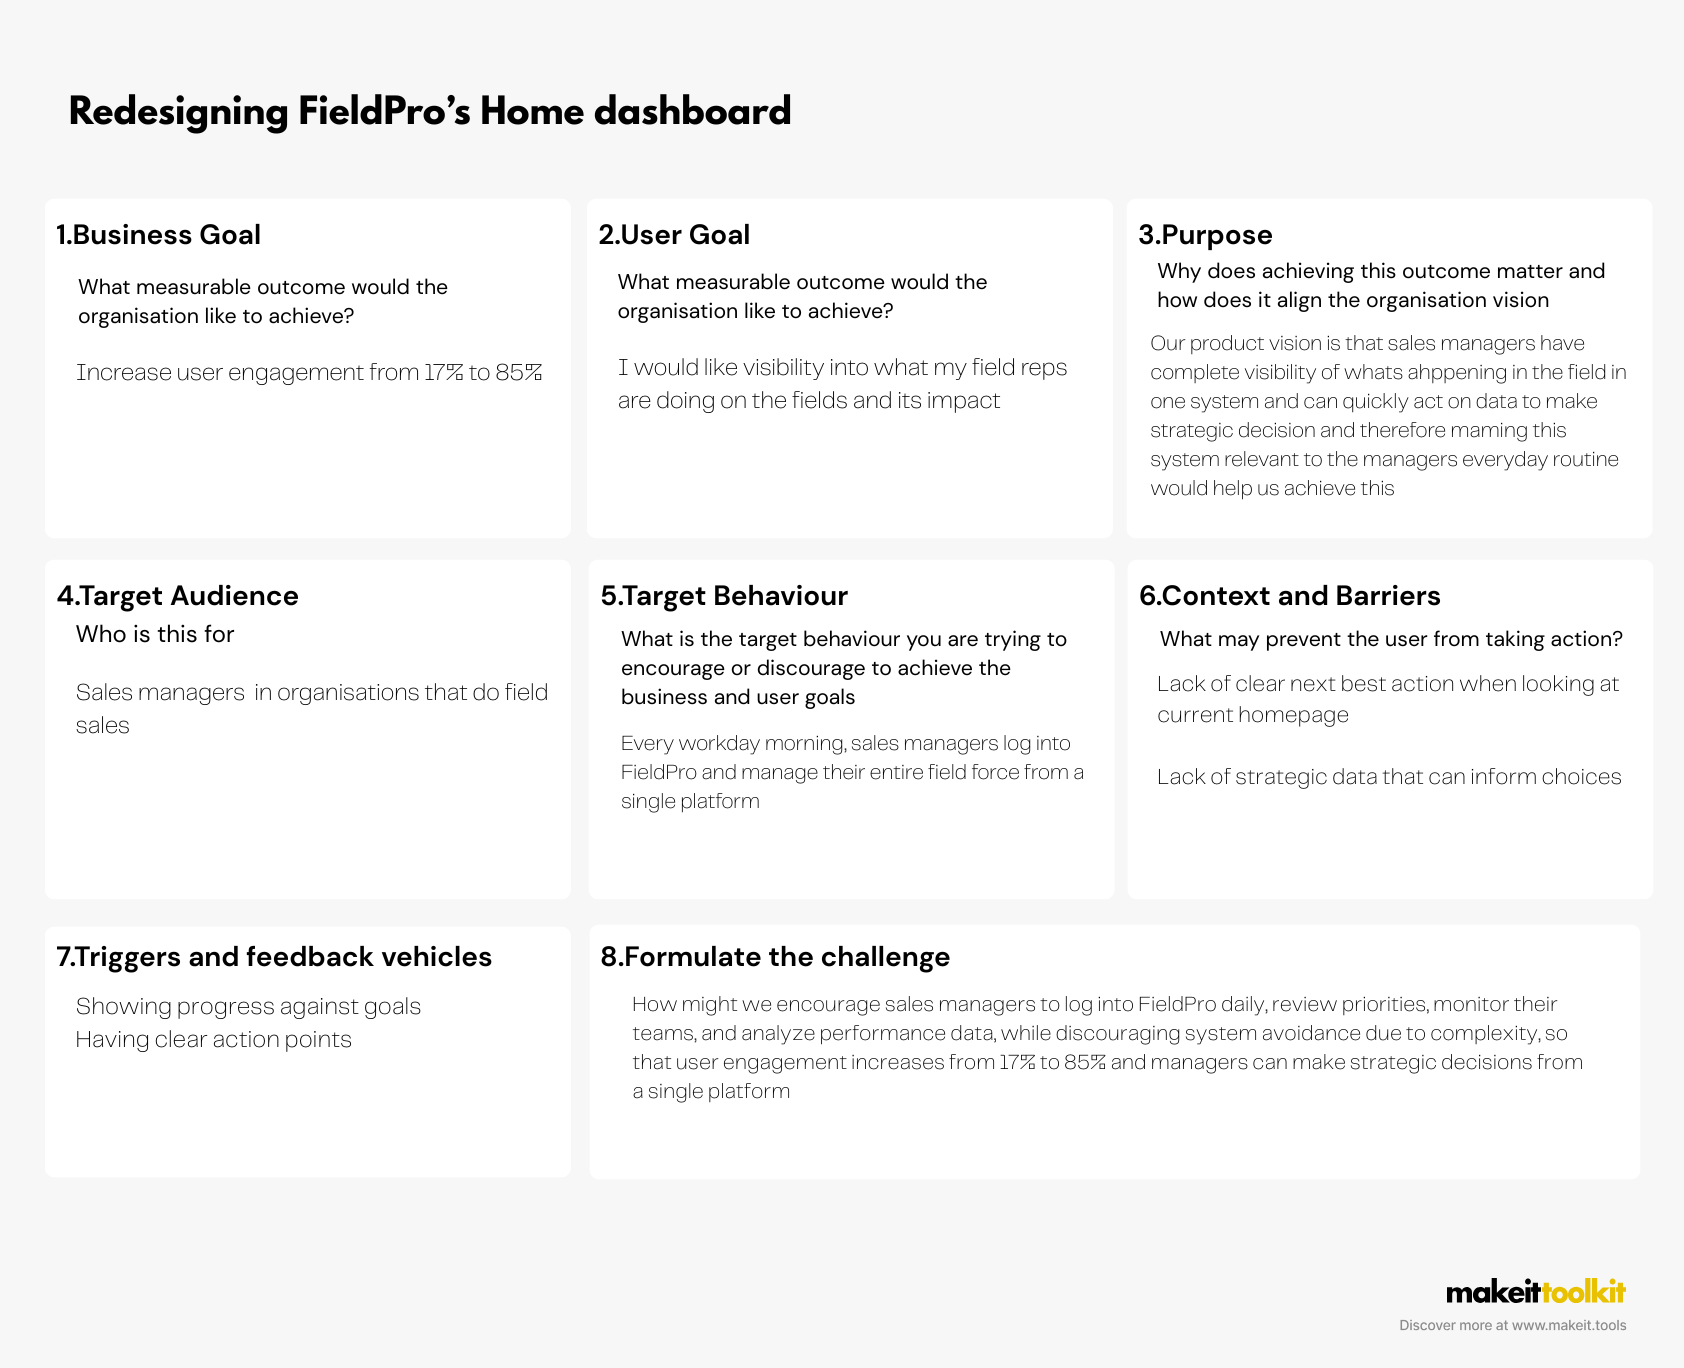 Redesigning FieldPro’s Home dashboard
1.Business Goal
What measurable outcome would the
organisation like to achieve?
Increase user engagement from 17% to 85%
2.User Goal
What measurable outcome would the
organisation like to achieve?
I would like visibility into what my field reps
are doing on the fields and its impact
3.Purpose
Why does achieving this outcome matter and
how does it align the organisation vision
Our product vision is that sales managers have
complete visibility of whats ahppening in the field in
one system and can quickly act on data to make
strategic decision and therefore maming this
system relevant to the managers everyday routine
would help us achieve this
4.Target Audience
Who is this for
Sales managers  in organisations that do field
sales
5.Target Behaviour
What is the target behaviour you are trying to
encourage or discourage to achieve the
business and user goals
Every workday morning, sales managers log into
FieldPro and manage their entire field force from a
single platform
6.Context and Barriers
What may prevent the user from taking action?
Lack of clear next best action when looking at
current homepage
Lack of strategic data that can inform choices
7.Triggers and feedback vehicles
Showing progress against goals
Having clear action points
8.Formulate the challenge
How might we encourage sales managers to log into FieldPro daily, review priorities, monitor their
teams, and analyze performance data, while discouraging system avoidance due to complexity, so
that user engagement increases from 17% to 85% and managers can make strategic decisions from
a single platform
makeittoolkit
Discover more at www.makeit.tools